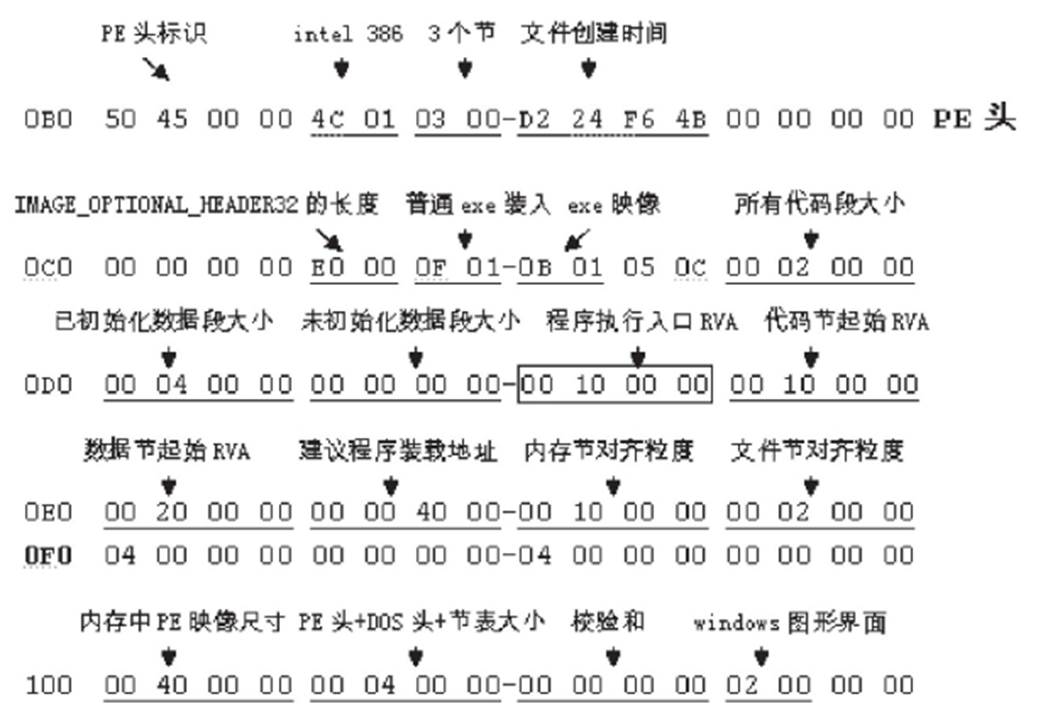 PE 头标识 intel 386 3 个节 文件创建时间
0B0 50 45 00 00 4C 01 03 00-D2 24 F6 4B 00 00 00 00 PE 头
IMAGE_OPTIONAL_HEADER32 的长度 普通 exe 装入 exe 映像 所有代码段大小
0C0 00 00 00 00 E0 00 0F 01-0B 01 05 0C 00 02 00 00
已初始化数据段大小 未初始化数据段大小 程序执行入口 RVA 代码节起始 RVA
0D0 00 04 00 00 00 00 00 00-00 10 00 00 00 10 00 00
数据节起始 RVA 建议程序装载地址 内存节对齐粒度 文件节对齐粒度
0E0 00 20 00 00 00 00 40 00-00 10 00 00 00 02 00 00
0F0 04 00 00 00 00 00 00 00-04 00 00 00 00 00 00 00
内存中 PE 映像尺寸 PE 头+DOS 头+节表大小 校验和 windows 图形界面
100 00 40 00 00 00 04 00 00-00 00 00 00 02 00 00 00